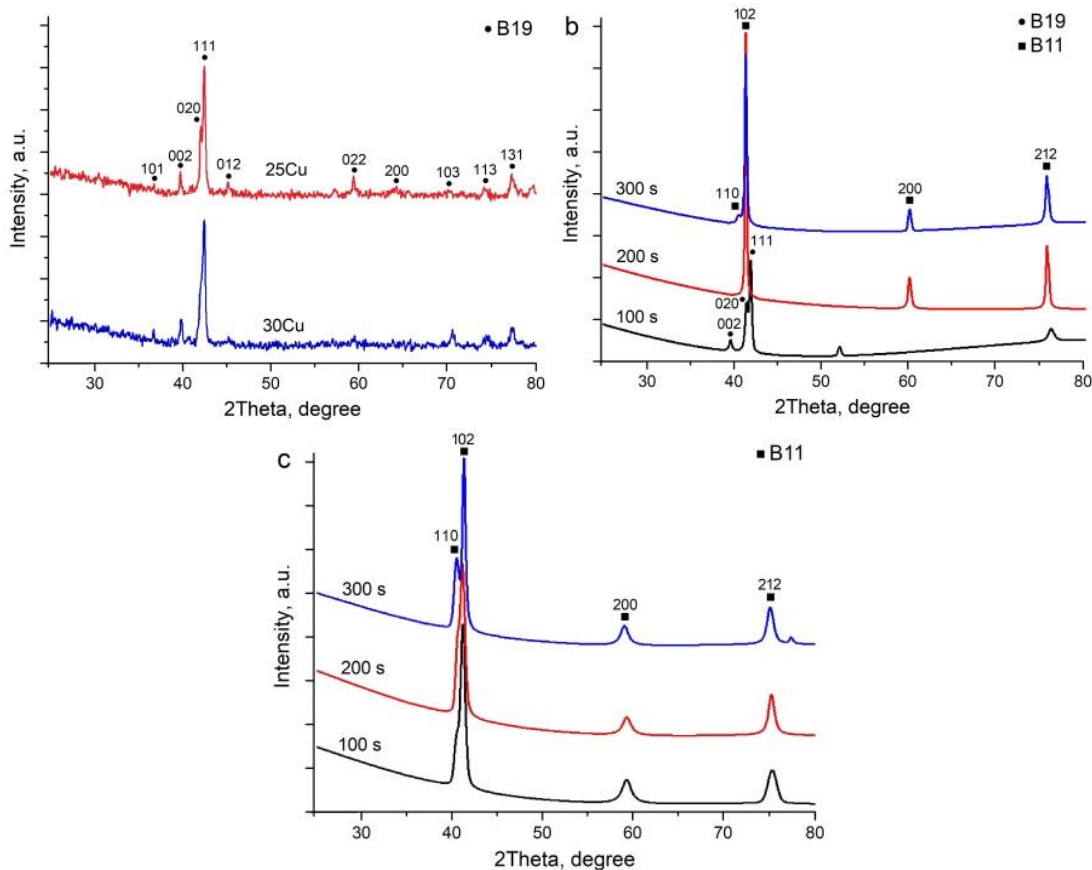 ● B19
111
020
002
101
012
25Cu
022
200
103
113
131
30Cu
Intensity, a.u.
30 40 50 60 70 80
2Theta, degree
b
102
● B19
■ B11
110
300 s
200
212
111
200 s
020
100 s
002
Intensity, a.u.
30 40 50 60 70 80
2Theta, degree
c
102
■ B11
110
300 s
200
212
200 s
100 s
Intensity, a.u.
30 40 50 60 70 80
2Theta, degree